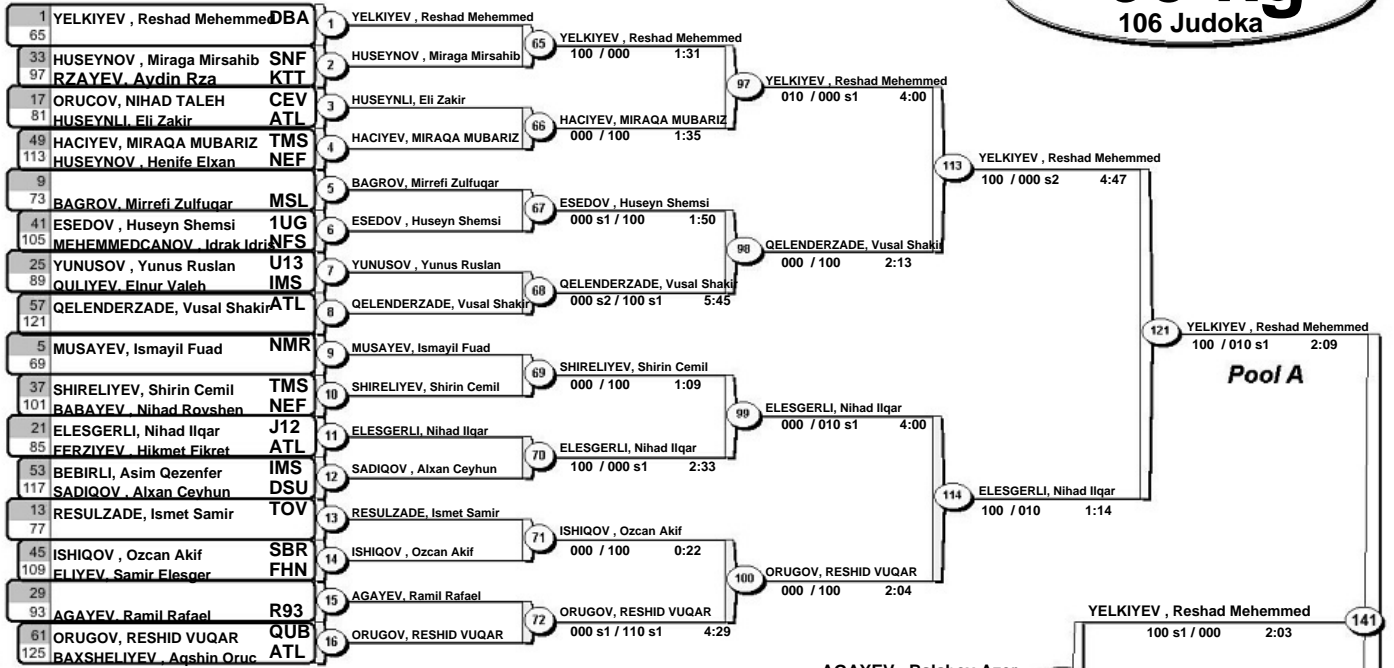 106 Judoka
1 YELKIYEV , Reshad Mehemmed DBA
65
33 HUSEYNOV , Miraga Mirsahib SNF
97 RZAYEV, Aydin Rza KTT
17 ORUCOV, NIHAD TALEH CEV
81 HUSEYNLI, Eli Zakir ATL
49 HACIYEV, MIRAQA MUBARIZ TMS
113 HUSEYNOV , Henife Elxan NEF
9
73 BAGROV, Mirrefi Zulfuqar MSL
41 ESEDOV , Huseyn Shemsi 1UG
105 MEHEMMEDCANOV , Idrak Idris NFS
25 YUNUSOV , Yunus Ruslan U13
89 QULIYEV, Elnur Valeh IMS
57 QELENDERZADE, Vusal Shakir ATL
121
5 MUSAYEV, Ismayil Fuad NMR
69
37 SHIRELIYEV, Shirin Cemil TMS
101 BABAYEV , Nihad Rovshen NEF
21 ELESGERLI, Nihad Ilqar J12
85 FERZIYEV , Hikmet Fikret ATL
53 BEBIRLI, Asim Qezenfer IMS
117 SADIQOV , Alxan Ceyhun DSU
13 RESULZADE, Ismet Samir TOV
77
45 ISHIQOV , Ozcan Akif SBR
109 ELIYEV, Samir Elesger FHN
29
93 AGAYEV, Ramil Rafael R93
61 ORUGOV, RESHID VUQAR QUB
125 BAXSHELIYEV , Aqshin Oruc ATL
1 YELKIYEV , Reshad Mehemmed
2 HUSEYNOV , Miraga Mirsahib
3 HUSEYNLI, Eli Zakir
4 HACIYEV, MIRAQA MUBARIZ
5 BAGROV, Mirrefi Zulfuqar
6 ESEDOV , Huseyn Shemsi
7 YUNUSOV , Yunus Ruslan
8 QELENDERZADE, Vusal Shakir
9 MUSAYEV, Ismayil Fuad
10 SHIRELIYEV, Shirin Cemil
11 ELESGERLI, Nihad Ilqar
12 SADIQOV , Alxan Ceyhun
13 RESULZADE, Ismet Samir
14 ISHIQOV , Ozcan Akif
15 AGAYEV, Ramil Rafael
16 ORUGOV, RESHID VUQAR
65 YELKIYEV , Reshad Mehemmed
100 / 000 1:31
66 HACIYEV, MIRAQA MUBARIZ
000 / 100 1:35
67 ESEDOV , Huseyn Shemsi
000 s1 / 100 1:50
68 QELENDERZADE, Vusal Shakir
000 s2 / 100 s1 5:45
69 SHIRELIYEV, Shirin Cemil
000 / 100 1:09
70 ELESGERLI, Nihad Ilqar
100 / 000 s1 2:33
71 ISHIQOV , Ozcan Akif
000 / 100 0:22
72 ORUGOV, RESHID VUQAR
000 s1 / 110 s1 4:29
97 YELKIYEV , Reshad Mehemmed
010 / 000 s1 4:00
98 QELENDERZADE, Vusal Shakir
000 / 100 2:13
99 ELESGERLI, Nihad Ilqar
000 / 010 s1 4:00
100 ORUGOV, RESHID VUQAR
000 / 100 2:04
113 YELKIYEV , Reshad Mehemmed
100 / 000 s2 4:47
114 ELESGERLI, Nihad Ilqar
100 / 010 1:14
121 YELKIYEV , Reshad Mehemmed
100 / 010 s1 2:09
Pool A
YELKIYEV , Reshad Mehemmed 141
100 s1 / 000 2:03